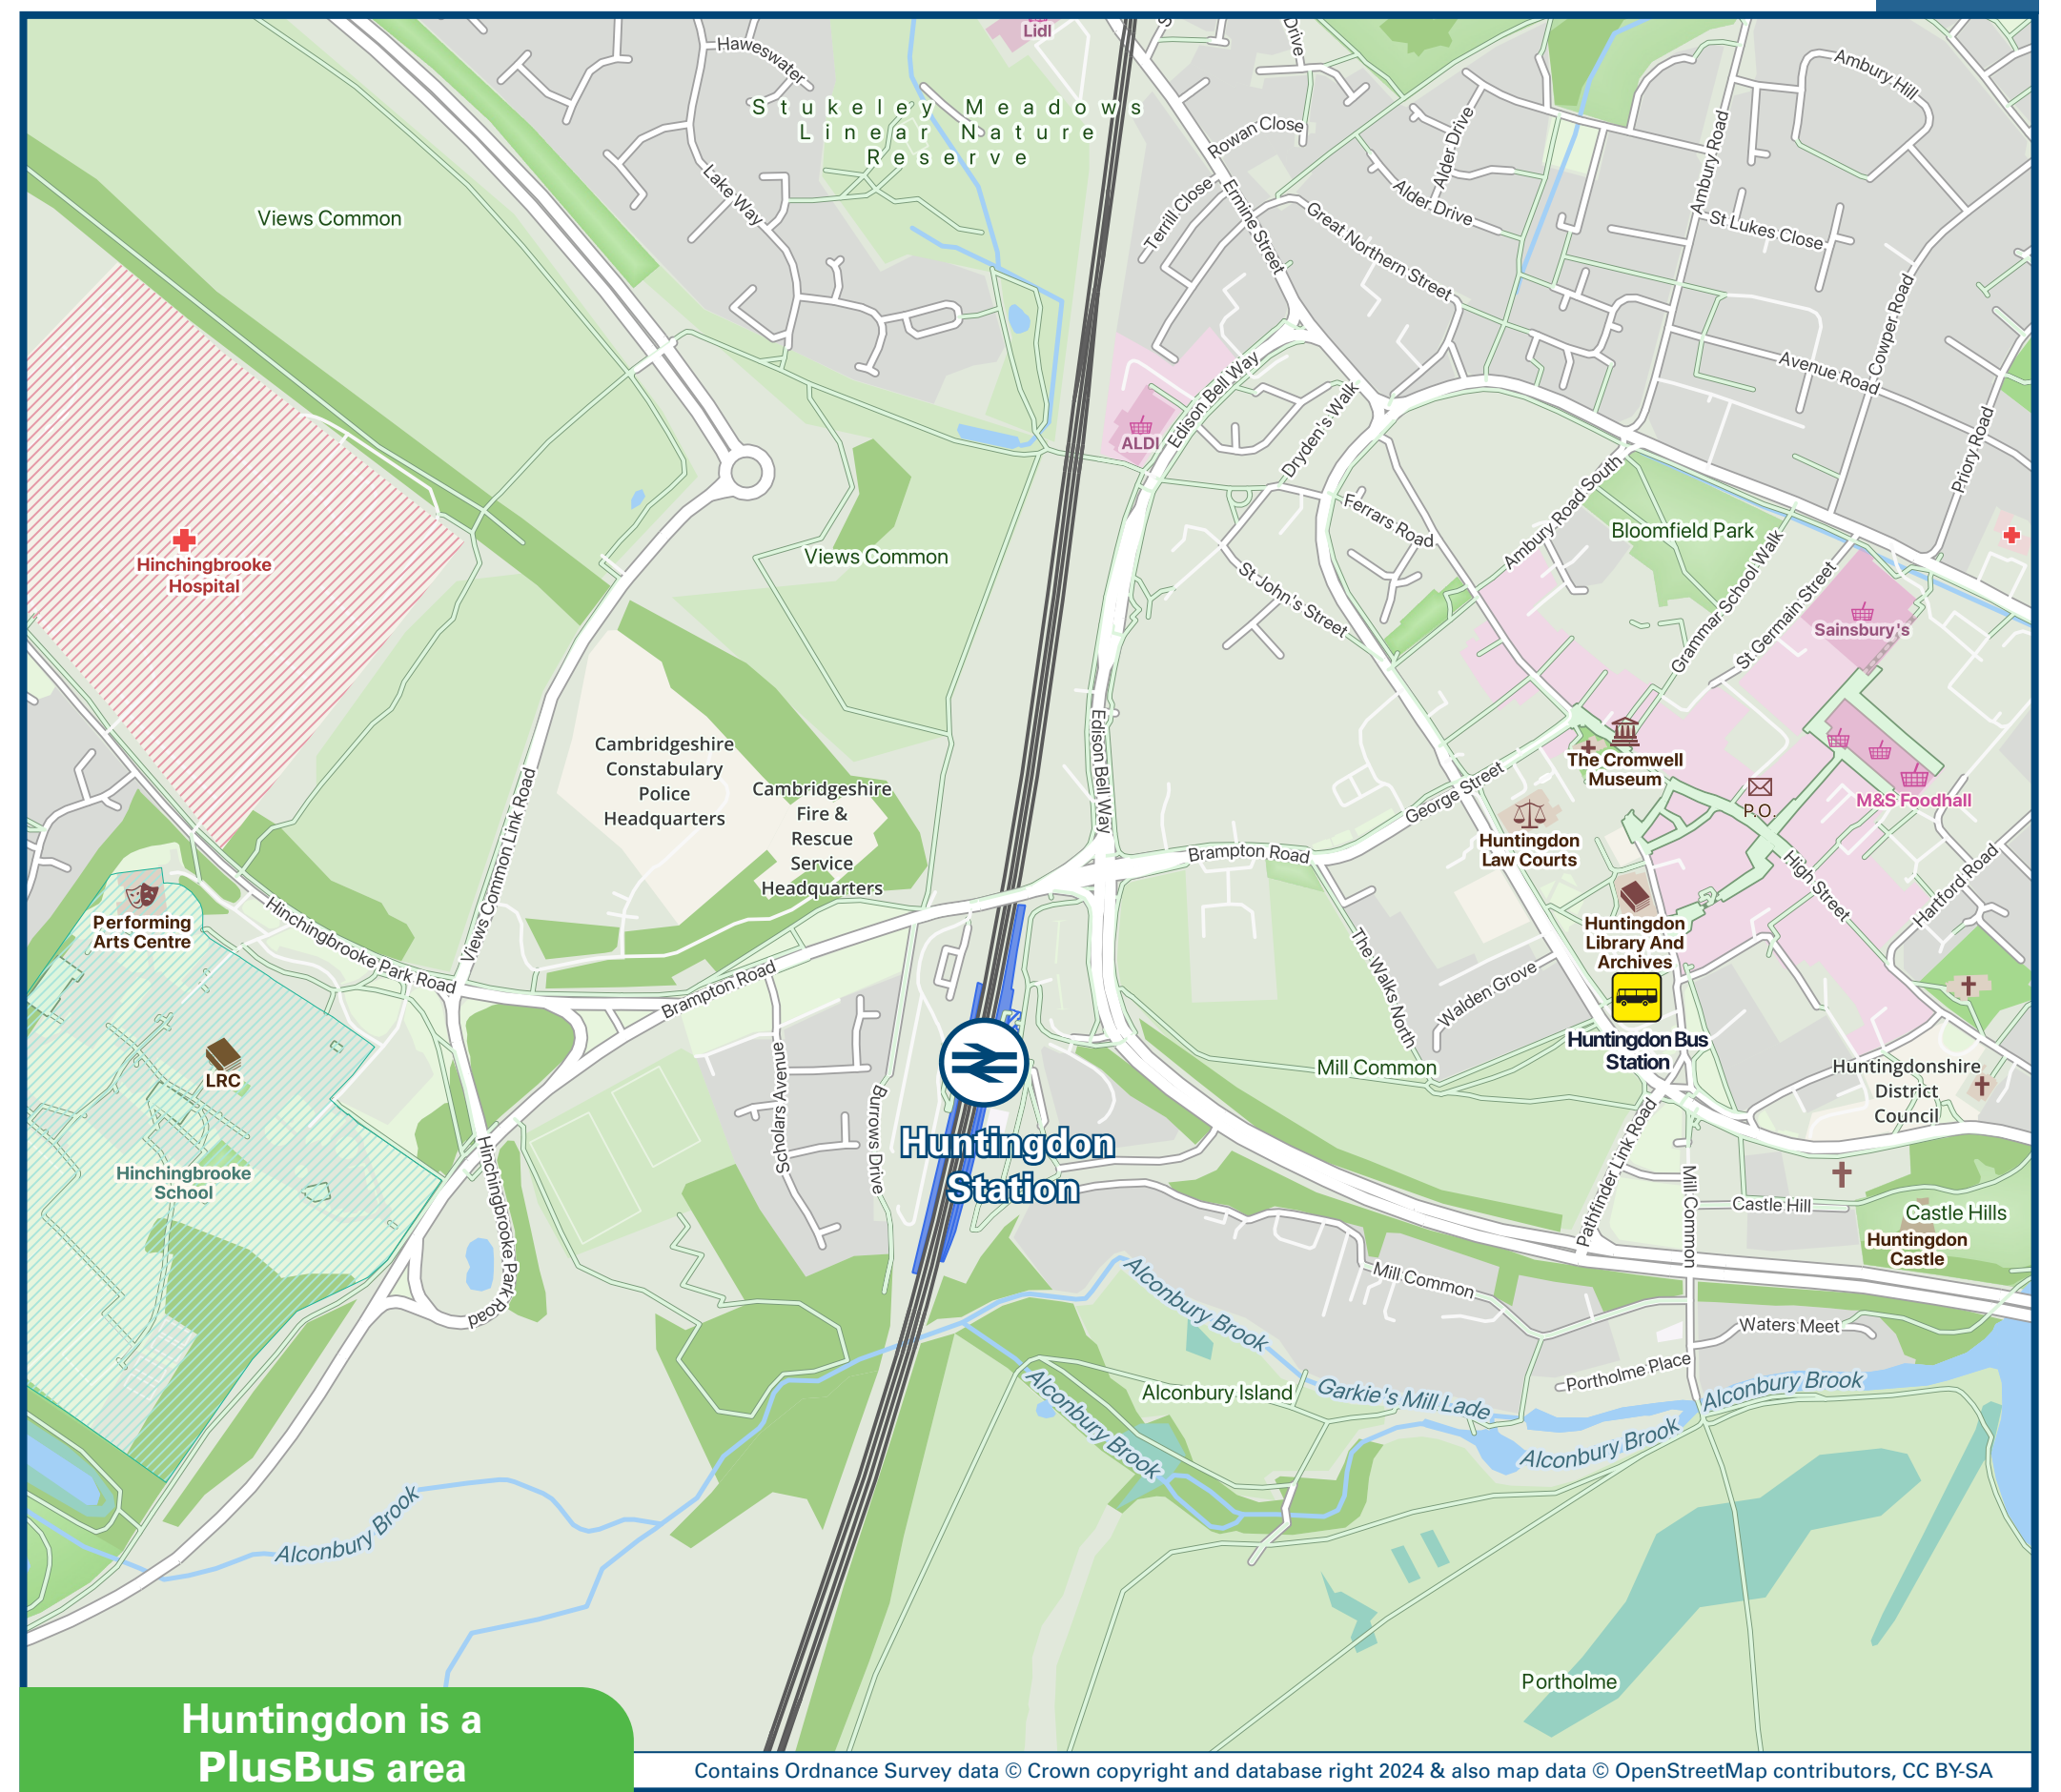 Lidl
Haweswater
Drive
Ambury Hill
Stukeley Meadows
Linear Nature
Reserve
Rowan Close
Alder Drive
Ambury Road
Lake Way
Terrill Close
Ermine Street
Alder Drive
Views Common
Great Northern Street
St Lukes Close
Cowper Road
Avenue Road
Edison Bell Way
Dryden's Walk
ALDI
Priory Road
Ferrars Road
Ambury Road South
Bloomfield Park
Views Common
Hinchingbrooke
Hospital
St John's Street
Grammar School Walk
St Germain Street
Sainsbury's
Cambridgeshire
Constabulary
Police
Headquarters
Cambridgeshire
Fire &
Rescue
Service
Headquarters
Edison Bell Way
The Cromwell
Museum
George Street
P.O.
M&S Foodhall
Views Common Link Road
Huntingdon
Law Courts
Brampton Road
High Street
Hartford Road
Performing
Arts Centre
Hinchingbrooke Park Road
Huntingdon
Library And
Archives
The Walks North
Brampton Road
Walden Grove
Huntingdon Bus
Station
LRC
Scholars Avenue
Burrows Drive
Mill Common
Huntingdonshire
District
Council
Huntingdon
Station
Hinchingbrooke
School
Hinchingbrooke Park Road
Pathfinder Link Road
Mill Common
Castle Hill
Castle Hills
Huntingdon
Castle
Alconbury Brook
Mill Common
Waters Meet
Portholme Place
Alconbury Brook
Alconbury Island
Garkie's Mill Lade
Alconbury Brook
Alconbury Brook
Alconbury Brook
Portholme
Huntingdon is a
PlusBus area
Contains Ordnance Survey data © Crown copyright and database right 2024 & also map data © OpenStreetMap contributors, CC BY-SA